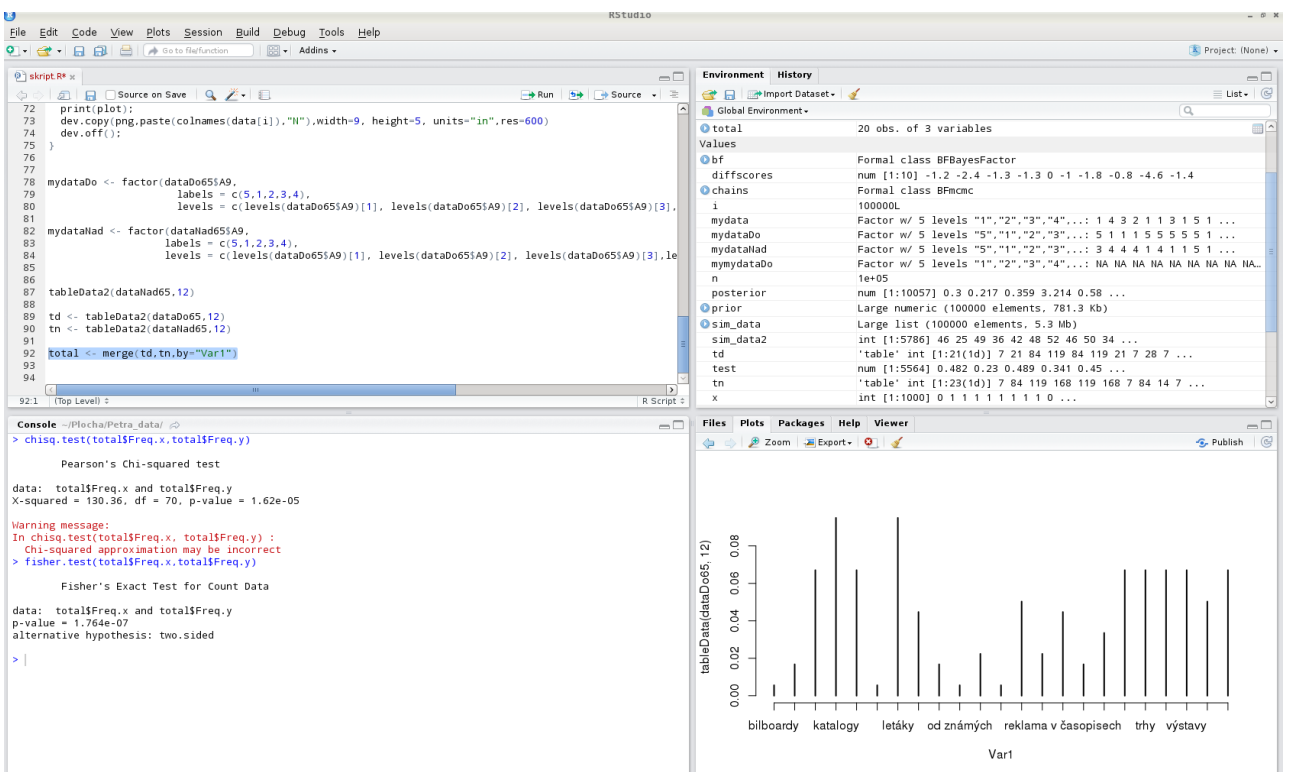 RStudio
File Edit Code View Plots Session Build Debug Tools Help
Go to file/function Addins Project: (None)
skript.R*
Source on Save Run Source
72 print(plot);
73 dev.copy(png,paste(colnames(data[i]),"N"),width=9, height=5, units="in",res=600)
74 dev.off();
75 }
76
77
78 mydataDo <- factor(dataDo65$A9,
79 labels = c(5,1,2,3,4),
80 levels = c(levels(dataDo65$A9)[1], levels(dataDo65$A9)[2], levels(dataDo65$A9)[3],
81
82 mydataNad <- factor(dataNad65$A9,
83 labels = c(5,1,2,3,4),
84 levels = c(levels(dataDo65$A9)[1], levels(dataDo65$A9)[2], levels(dataDo65$A9)[3],le
85
86
87 tableData2(dataNad65,12)
88
89 td <- tableData2(dataDo65,12)
90 tn <- tableData2(dataNad65,12)
91
92 total <- merge(td,tn,by="Var1")
93
94
92:1 (Top Level) R Script
Console ~/Plocha/Petra_data/
> chisq.test(total$Freq.x,total$Freq.y)
Pearson's Chi-squared test
data: total$Freq.x and total$Freq.y
X-squared = 130.36, df = 70, p-value = 1.62e-05
Warning message:
In chisq.test(total$Freq.x, total$Freq.y) :
Chi-squared approximation may be incorrect
> fisher.test(total$Freq.x,total$Freq.y)
Fisher's Exact Test for Count Data
data: total$Freq.x and total$Freq.y
p-value = 1.764e-07
alternative hypothesis: two.sided
>
Environment History
Import Dataset List
Global Environment
total 20 obs. of 3 variables
Values
bf Formal class BFBayesFactor
diffscores num [1:10] -1.2 -2.4 -1.3 -1.3 0 -1 -1.8 -0.8 -4.6 -1.4
chains Formal class BFmcmc
i 100000L
mydata Factor w/ 5 levels "1","2","3","4",..: 1 4 3 2 1 1 3 1 5 1 ...
mydataDo Factor w/ 5 levels "5","1","2","3",..: 5 1 1 1 5 5 5 5 5 1 ...
mydataNad Factor w/ 5 levels "5","1","2","3",..: 3 4 4 4 1 4 1 1 5 1 ...
mymydataDo Factor w/ 5 levels "1","2","3","4",..: NA NA NA NA NA NA NA NA NA…
n 1e+05
posterior num [1:10057] 0.3 0.217 0.359 3.214 0.58 ...
prior Large numeric (100000 elements, 781.3 Kb)
sim_data Large list (100000 elements, 5.3 Mb)
sim_data2 int [1:5786] 46 25 49 36 42 48 52 46 50 34 ...
td 'table' int [1:21(1d)] 7 21 84 119 84 119 21 7 28 7 ...
test num [1:5564] 0.482 0.23 0.489 0.341 0.45 ...
tn 'table' int [1:23(1d)] 7 84 119 168 119 168 7 84 14 7 ...
x int [1:1000] 0 1 1 1 1 1 1 1 1 0 ...
Files Plots Packages Help Viewer
Zoom Export Publish
tableData(dataDo65, 12)
0.08
0.06
0.04
0.02
0.00
bilboardy katalogy letáky od známých reklama v časopisech trhy výstavy
Var1